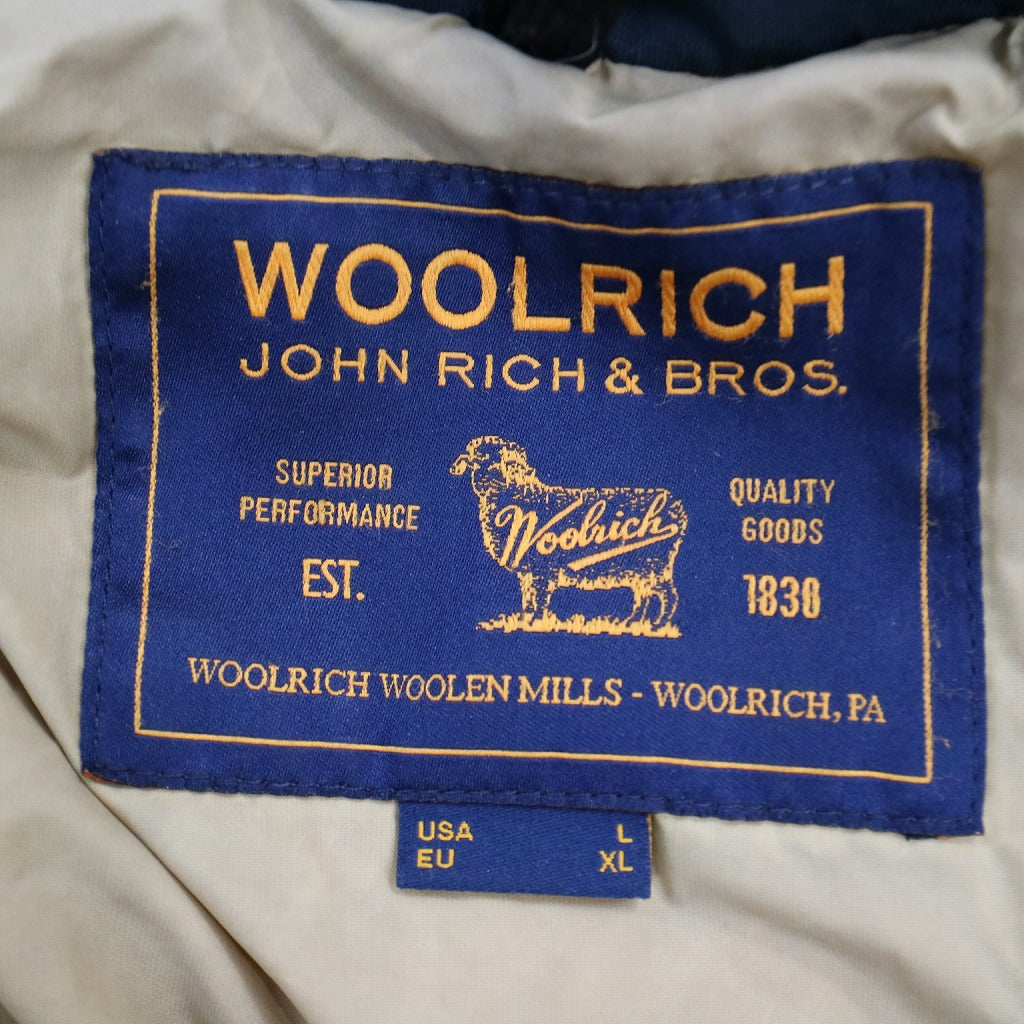 WOOLRICH
JOHN RICH & BROS.
SUPERIOR
PERFORMANCE
EST.
Woolrich
QUALITY
GOODS
1830
WOOLRICH WOOLEN MILLS - WOOLRICH, PA
USA L
EU XL